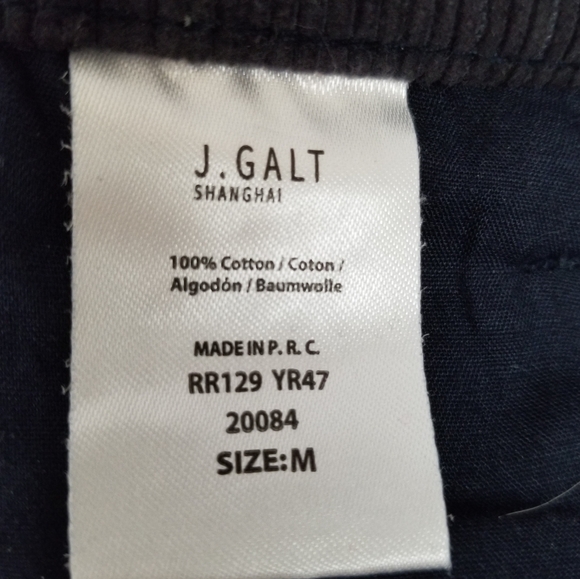 J.GALT
SHANGHAI
100% Cotton / Coton /
Algodón / Baumwolle
MADE IN P. R. C.
RR129 YR47
20084
SIZE:M